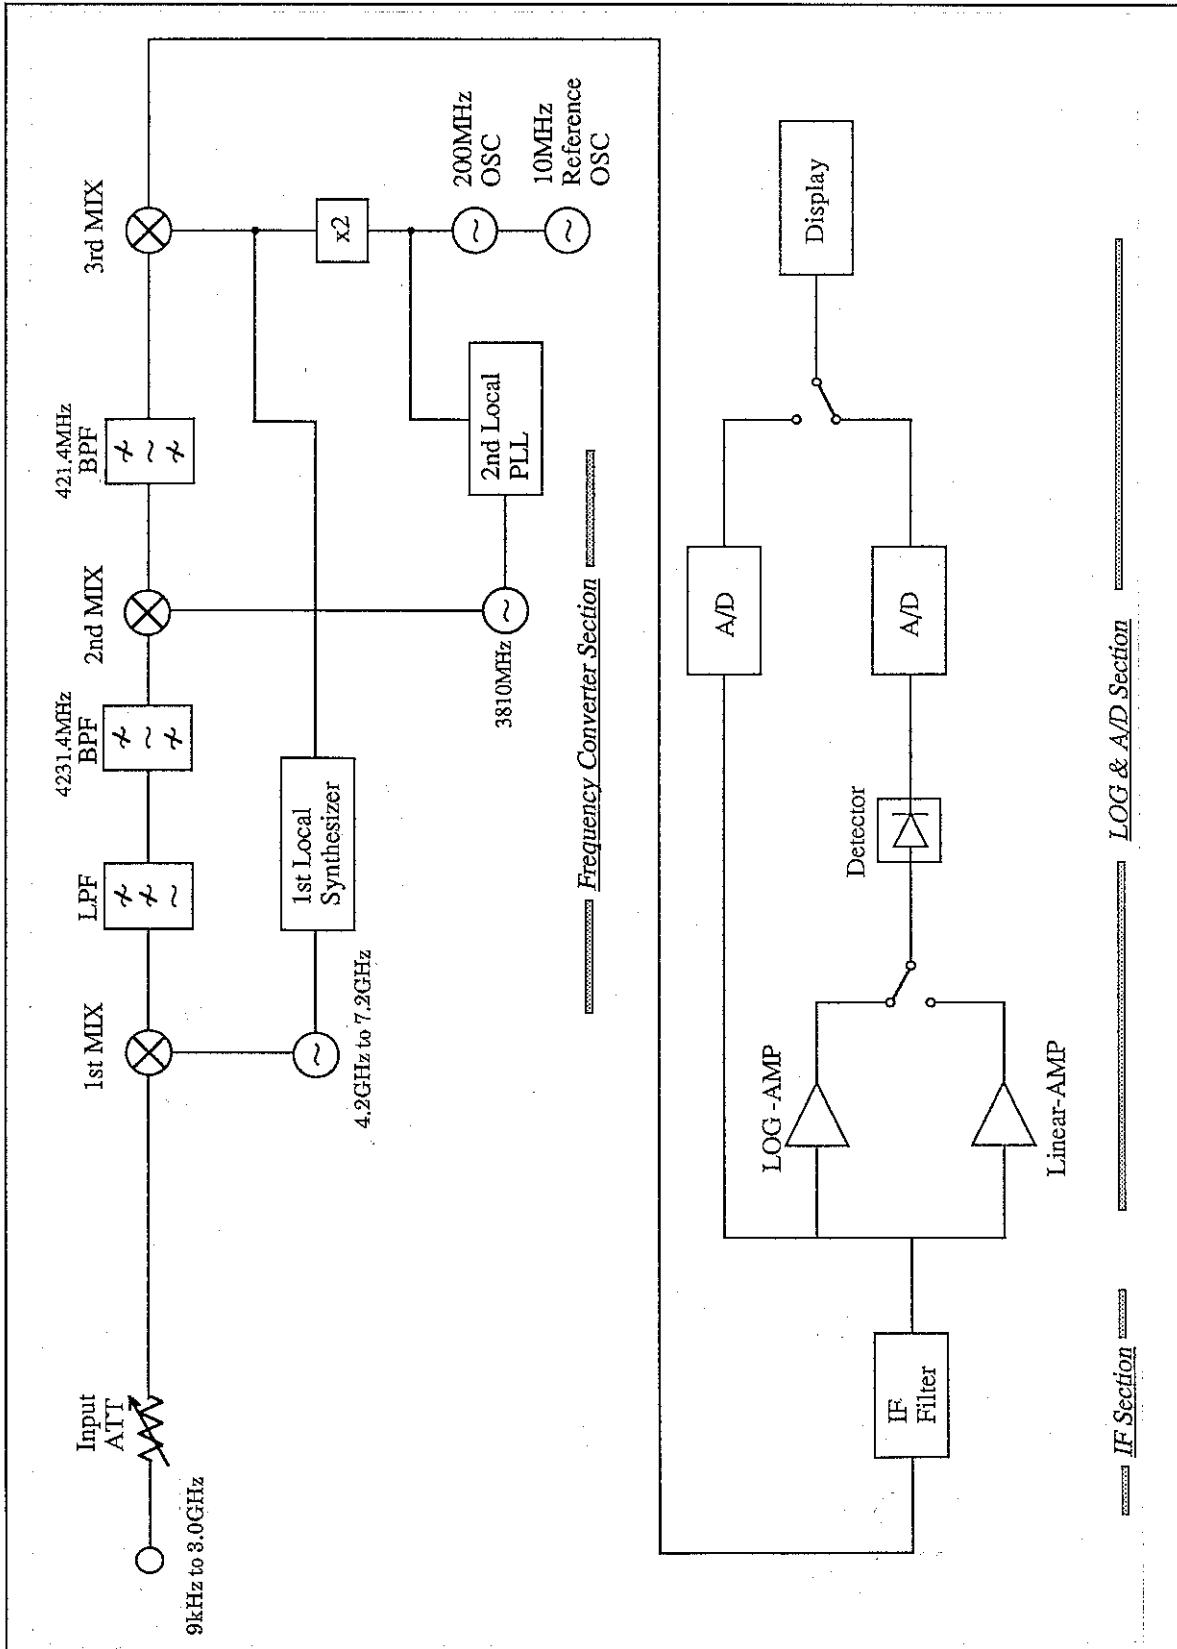 Input
ATT
9kHz to 3.0GHz
1st MIX
4.2GHz to 7.2GHz
LPF
1st Local
Synthesizer
4231.4MHz
BPF
2nd MIX
3810MHz
421.4MHz
BPF
2nd Local
PLL
3rd MIX
x2
200MHz
OSC
10MHz
Reference
OSC
Frequency Converter Section
IF
Filter
LOG -AMP
Linear-AMP
Detector
A/D
A/D
Display
IF Section
LOG & A/D Section